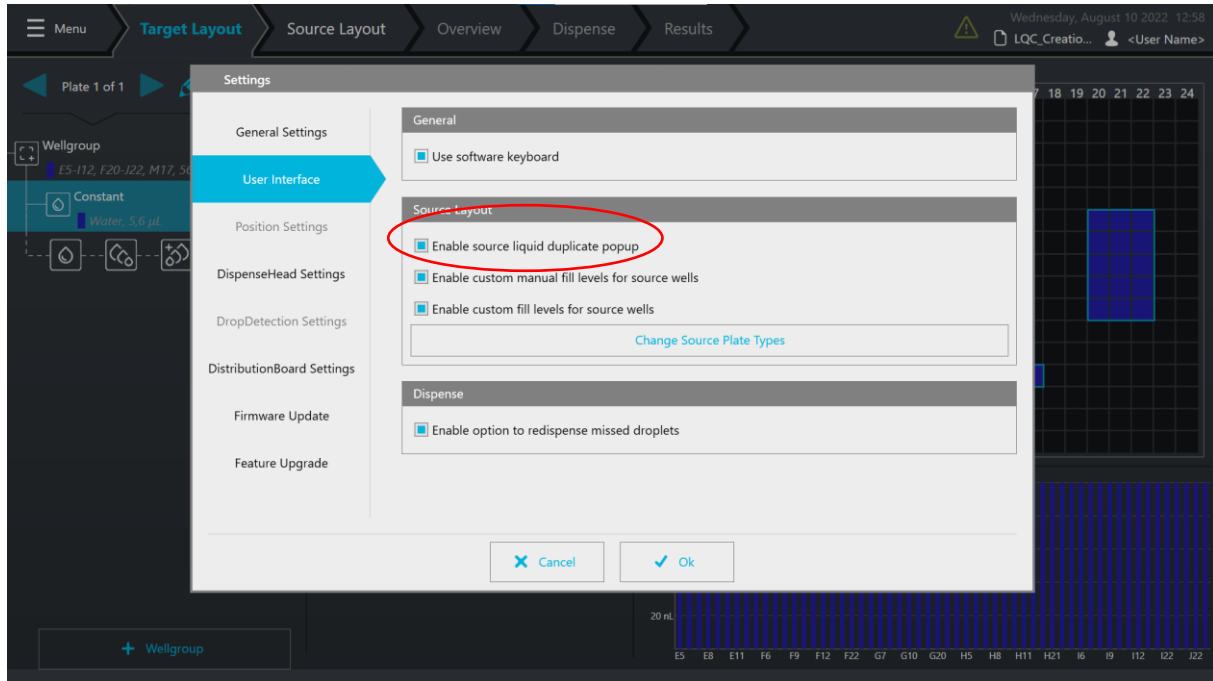 Menu
Target Layout
Source Layout
Overview
Dispense
Results
Wednesday, August 10 2022 12:58
LQC_Creatio...
<User Name>
Plate 1 of 1
Wellgroup
E5-I12, F20-J22, M17, 56
Constant
Water, 5,6 µL
+ Wellgroup
Settings
General Settings
User Interface
Position Settings
DispenseHead Settings
DropDetection Settings
DistributionBoard Settings
Firmware Update
Feature Upgrade
General
Use software keyboard
Source Layout
Enable source liquid duplicate popup
Enable custom manual fill levels for source wells
Enable custom fill levels for source wells
Change Source Plate Types
Dispense
Enable option to redispense missed droplets
Cancel
Ok
18 19 20 21 22 23 24
20 nL
E5 E8 E11 F6 F9 F12 F22 G7 G10 G20 H5 H8 H11 H21 I6 I9 I12 I22 J22